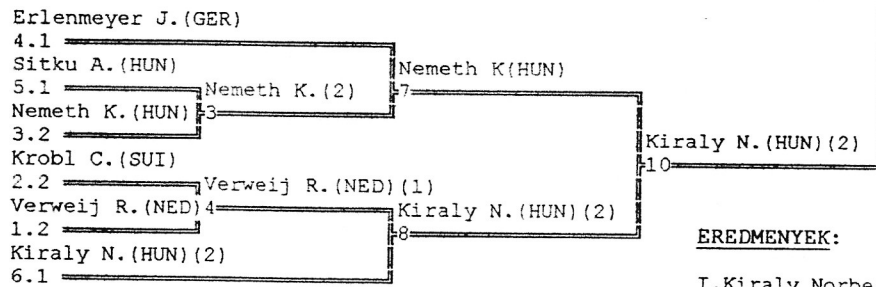 Erlenmeyer J.(GER)
4.1
Sitku A.(HUN)
5.1
Nemeth K.(2)
3
Nemeth K.(HUN)
3.2
Nemeth K(HUN)
7
Krobl C.(SUI)
2.2
Verweij R.(NED)(1)
4
Verweij R.(NED)
1.2
Kiraly N.(HUN)(2)
6.1
Kiraly N.(HUN)(2)
8
Kiraly N.(HUN)(2)
10
EREDMENYEK:
I.Kiraly Norbe